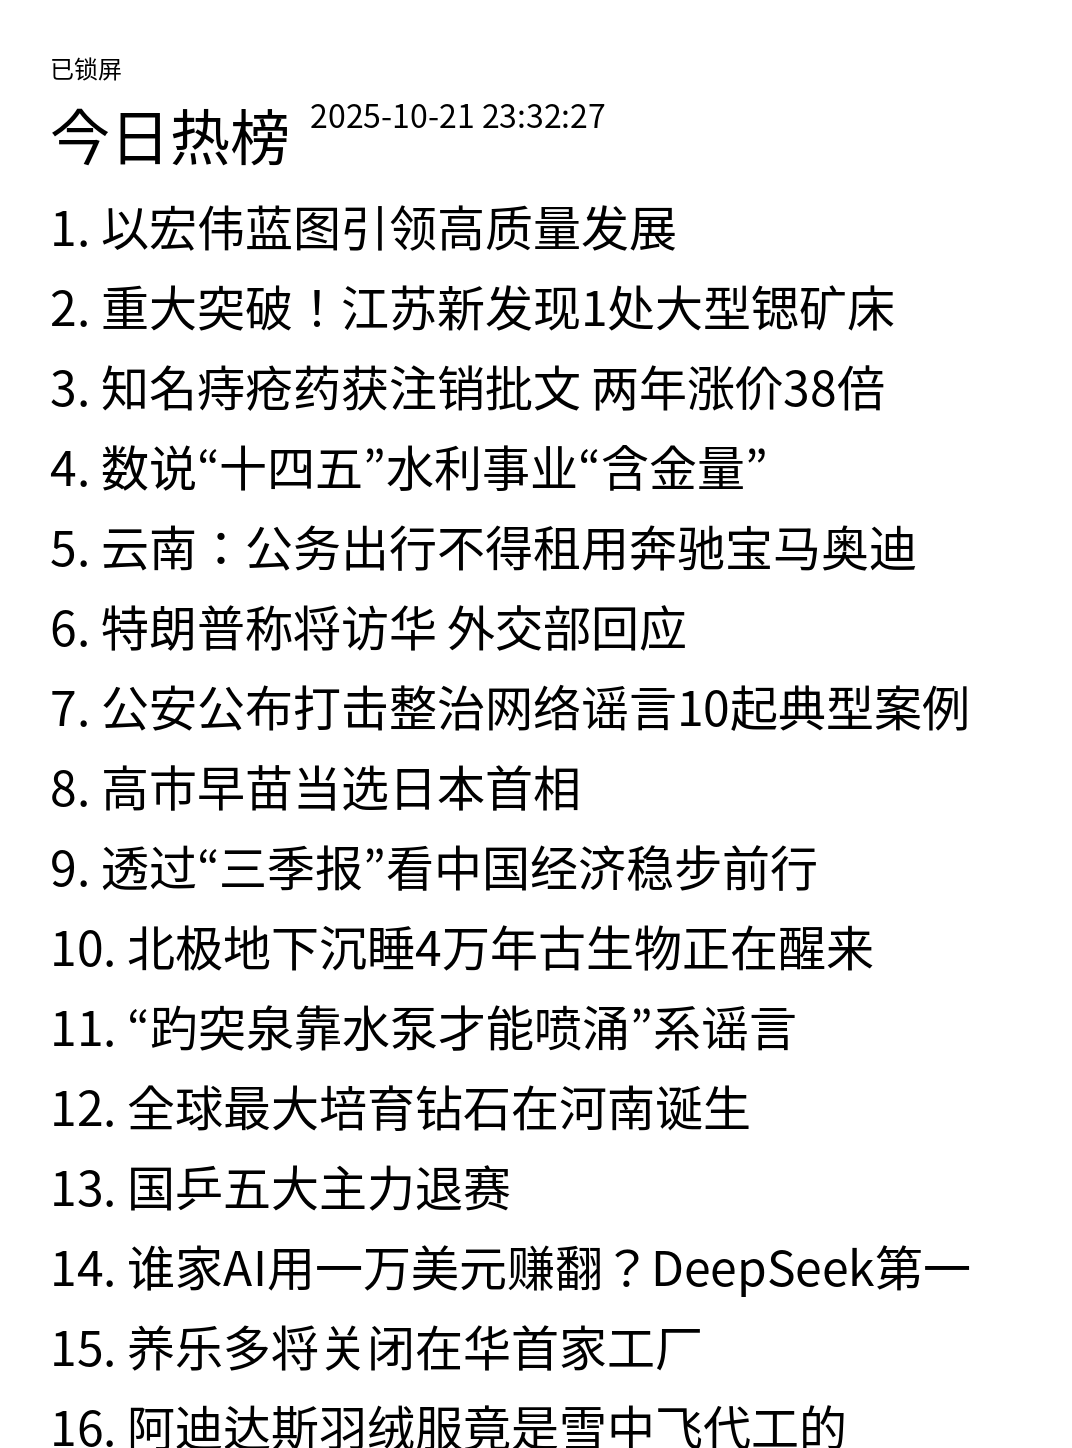 已锁屏
今日热榜 2025-10-21 23:32:27
1. 以宏伟蓝图引领高质量发展
2. 重大突破！江苏新发现1处大型锶矿床
3. 知名痔疮药获注销批文 两年涨价38倍
4. 数说“十四五”水利事业“含金量”
5. 云南：公务出行不得租用奔驰宝马奥迪
6. 特朗普称将访华 外交部回应
7. 公安公布打击整治网络谣言10起典型案例
8. 高市早苗当选日本首相
9. 透过“三季报”看中国经济稳步前行
10. 北极地下沉睡4万年古生物正在醒来
11. “趵突泉靠水泵才能喷涌”系谣言
12. 全球最大培育钻石在河南诞生
13. 国乒五大主力退赛
14. 谁家AI用一万美元赚翻？DeepSeek第一
15. 养乐多将关闭在华首家工厂
16. 阿迪达斯羽绒服竟是雪中飞代工的